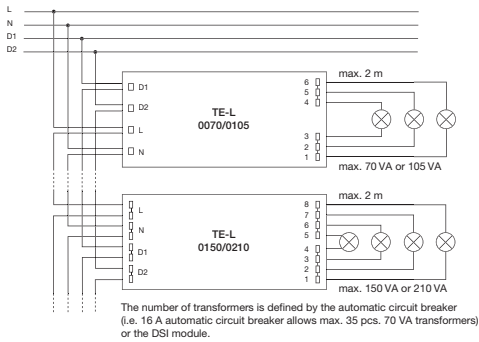 L
N
D1
D2
max. 2 m
D1
D2
L
N
TE-L
0070/0105
6
5
4
3
2
1
max. 70 VA or 105 VA
max. 2 m
L
N
D1
D2
TE-L
0150/0210
8
7
6
5
4
3
2
1
max. 150 VA or 210 VA
The number of transformers is defined by the automatic circuit breaker
(i.e. 16 A automatic circuit breaker allows max. 35 pcs. 70 VA transformers)
or the DSI module.